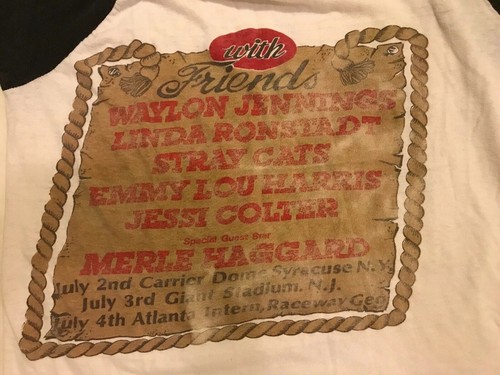 with
Friends
WAYLON JENNINGS
LINDA RONSTADT
STRAY CATS
EMMY LOU HARRIS
JESSI COLTER
Special Guest Star
MERLE HAGGARD
July 2nd Carrier Dome, Syracuse N.Y.
July 3rd Giant Stadium, N.J.
July 4th Atlanta Intern, Raceway Geo